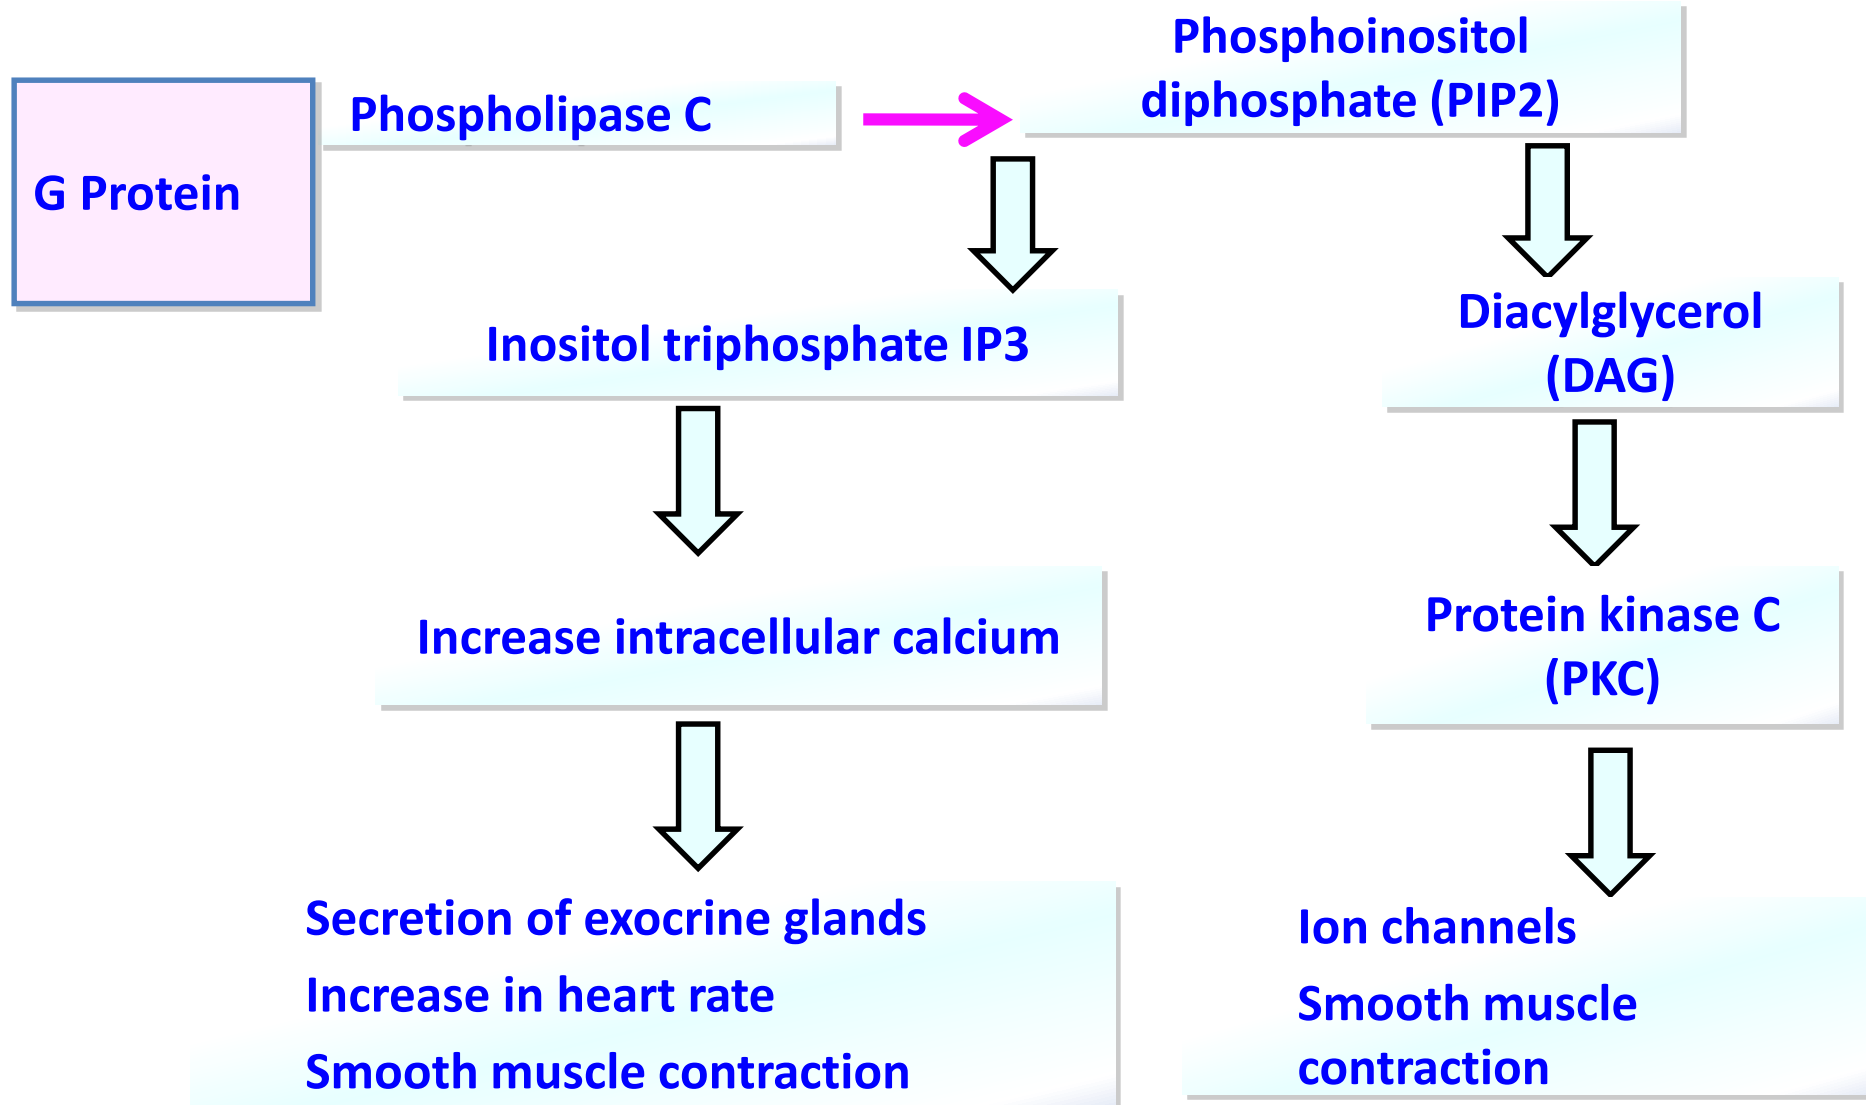 G Protein
Phospholipase C
Phosphoinositol
diphosphate (PIP2)
Inositol triphosphate IP3
Diacylglycerol
(DAG)
Increase intracellular calcium
Protein kinase C
(PKC)
Secretion of exocrine glands
Increase in heart rate
Smooth muscle contraction
Ion channels
Smooth muscle
contraction